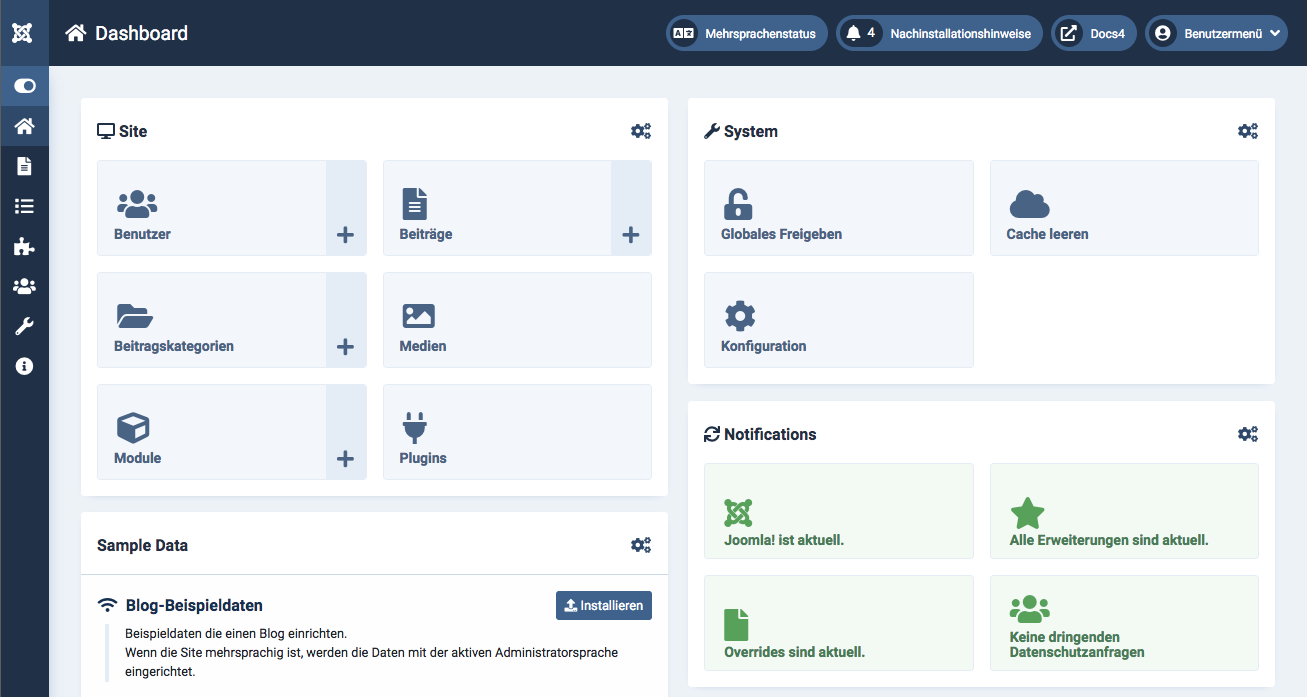 Dashboard
Mehrsprachenstatus
4 Nachinstallationshinweise
Docs4
Benutzermenü
Site
Benutzer
Beiträge
Beitragskategorien
Medien
Module
Plugins
Sample Data
Blog-Beispieldaten
Installieren
Beispieldaten die einen Blog einrichten.
Wenn die Site mehrsprachig ist, werden die Daten mit der aktiven Administratorsprache
eingerichtet.
System
Globales Freigeben
Cache leeren
Konfiguration
Notifications
Joomla! ist aktuell.
Alle Erweiterungen sind aktuell.
Overrides sind aktuell.
Keine dringenden
Datenschutzanfragen